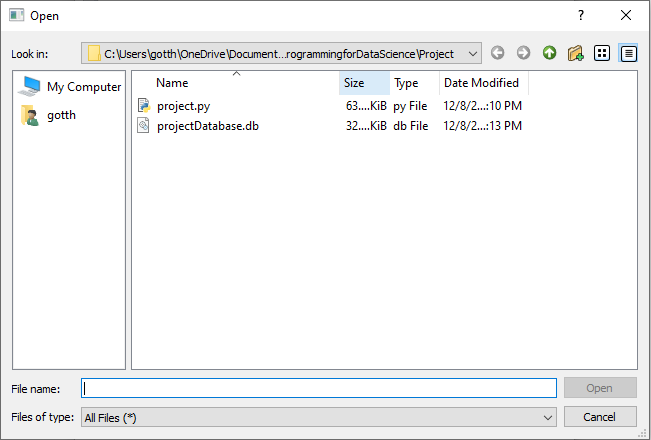 Open ?
Look in: C:\Users\gotth\OneDrive\Document...rogrammingforDataScience\Project
My Computer
gotth
Name Size Type Date Modified
project.py 63....KiB py File 12/8/2...:10 PM
projectDatabase.db 32....KiB db File 12/8/2...:13 PM
File name: Open
Files of type: All Files (*) Cancel